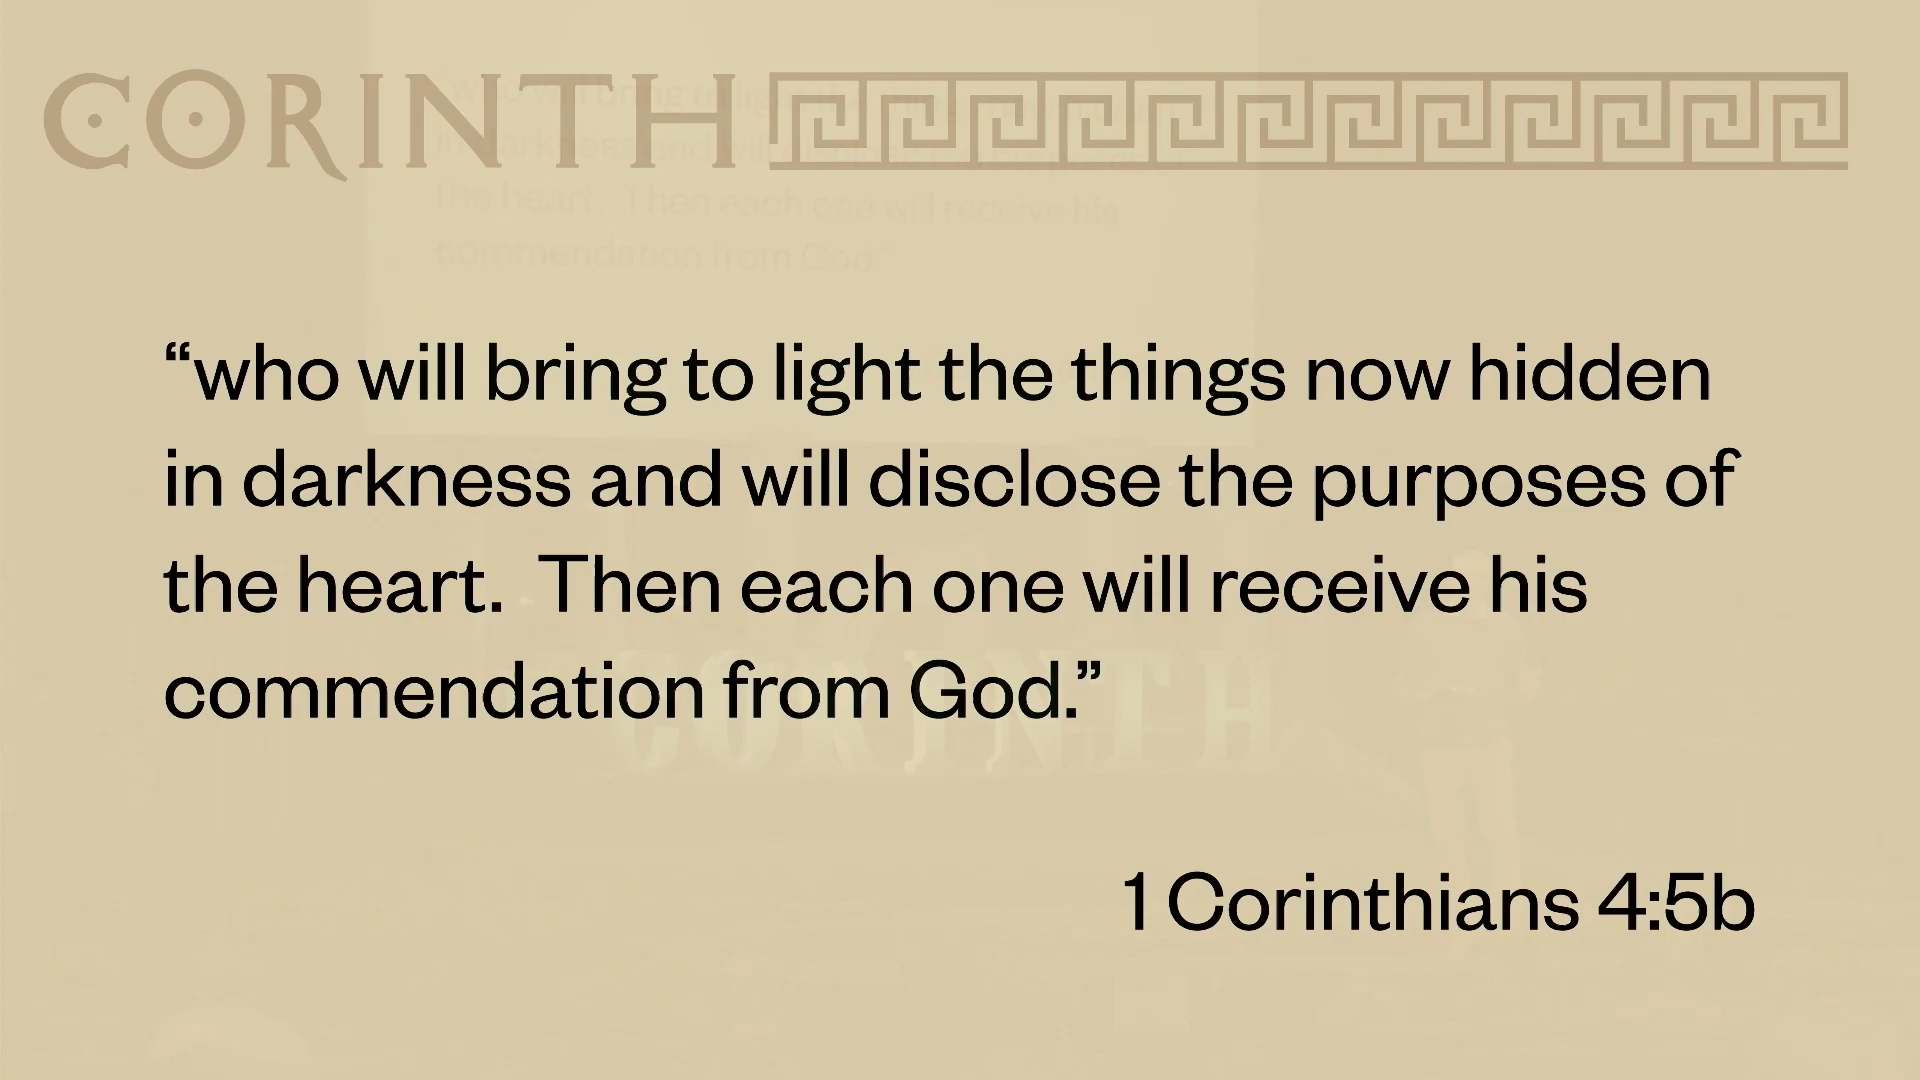 CORINTH
“who will bring to light the things now hidden
in darkness and will disclose the purposes of
the heart.  Then each one will receive his
commendation from God.”
CORINTH
1 Corinthians 4:5b